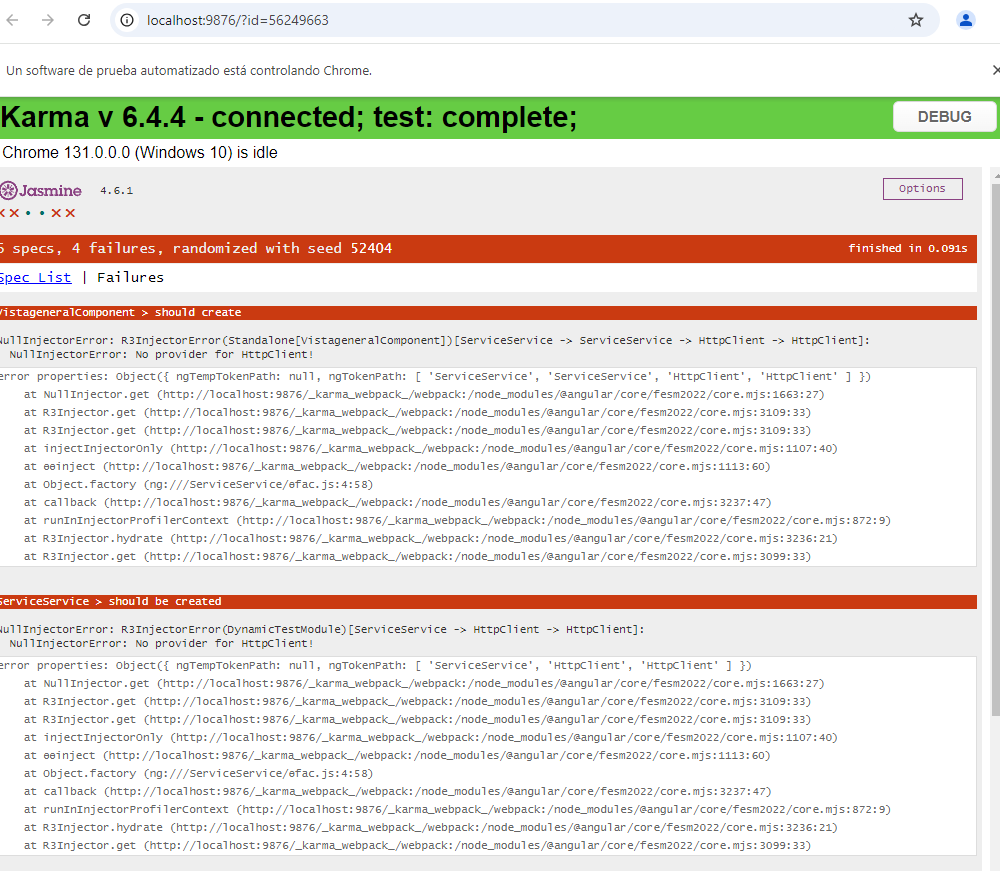 localhost:9876/?id=56249663
Un software de prueba automatizado está controlando Chrome.
Karma v 6.4.4 - connected; test: complete;
DEBUG
Chrome 131.0.0.0 (Windows 10) is idle
Jasmine 4.6.1
Options
××••××
6 specs, 4 failures, randomized with seed 52404
finished in 0.091s
Spec List | Failures
VistageneralComponent > should create
NullInjectorError: R3InjectorError(Standalone[VistageneralComponent])[ServiceService -> ServiceService -> HttpClient -> HttpClient]:
NullInjectorError: No provider for HttpClient!
error properties: Object({ ngTempTokenPath: null, ngTokenPath: [ 'ServiceService', 'ServiceService', 'HttpClient', 'HttpClient' ] })
at NullInjector.get (http://localhost:9876/_karma_webpack_/webpack:/node_modules/@angular/core/fesm2022/core.mjs:1663:27)
at R3Injector.get (http://localhost:9876/_karma_webpack_/webpack:/node_modules/@angular/core/fesm2022/core.mjs:3109:33)
at R3Injector.get (http://localhost:9876/_karma_webpack_/webpack:/node_modules/@angular/core/fesm2022/core.mjs:3109:33)
at injectInjectorOnly (http://localhost:9876/_karma_webpack_/webpack:/node_modules/@angular/core/fesm2022/core.mjs:1107:40)
at ɵɵinject (http://localhost:9876/_karma_webpack_/webpack:/node_modules/@angular/core/fesm2022/core.mjs:1113:60)
at Object.factory (ng:///ServiceService/ɵfac.js:4:58)
at callback (http://localhost:9876/_karma_webpack_/webpack:/node_modules/@angular/core/fesm2022/core.mjs:3237:47)
at runInInjectorProfilerContext (http://localhost:9876/_karma_webpack_/webpack:/node_modules/@angular/core/fesm2022/core.mjs:872:9)
at R3Injector.hydrate (http://localhost:9876/_karma_webpack_/webpack:/node_modules/@angular/core/fesm2022/core.mjs:3236:21)
at R3Injector.get (http://localhost:9876/_karma_webpack_/webpack:/node_modules/@angular/core/fesm2022/core.mjs:3099:33)
ServiceService > should be created
NullInjectorError: R3InjectorError(DynamicTestModule)[ServiceService -> HttpClient -> HttpClient]:
NullInjectorError: No provider for HttpClient!
error properties: Object({ ngTempTokenPath: null, ngTokenPath: [ 'ServiceService', 'HttpClient', 'HttpClient' ] })
at NullInjector.get (http://localhost:9876/_karma_webpack_/webpack:/node_modules/@angular/core/fesm2022/core.mjs:1663:27)
at R3Injector.get (http://localhost:9876/_karma_webpack_/webpack:/node_modules/@angular/core/fesm2022/core.mjs:3109:33)
at R3Injector.get (http://localhost:9876/_karma_webpack_/webpack:/node_modules/@angular/core/fesm2022/core.mjs:3109:33)
at injectInjectorOnly (http://localhost:9876/_karma_webpack_/webpack:/node_modules/@angular/core/fesm2022/core.mjs:1107:40)
at ɵɵinject (http://localhost:9876/_karma_webpack_/webpack:/node_modules/@angular/core/fesm2022/core.mjs:1113:60)
at Object.factory (ng:///ServiceService/ɵfac.js:4:58)
at callback (http://localhost:9876/_karma_webpack_/webpack:/node_modules/@angular/core/fesm2022/core.mjs:3237:47)
at runInInjectorProfilerContext (http://localhost:9876/_karma_webpack_/webpack:/node_modules/@angular/core/fesm2022/core.mjs:872:9)
at R3Injector.hydrate (http://localhost:9876/_karma_webpack_/webpack:/node_modules/@angular/core/fesm2022/core.mjs:3236:21)
at R3Injector.get (http://localhost:9876/_karma_webpack_/webpack:/node_modules/@angular/core/fesm2022/core.mjs:3099:33)